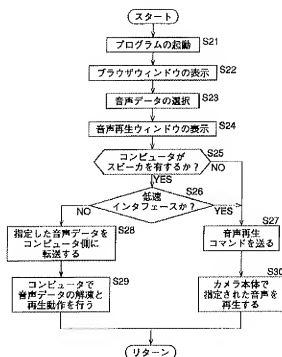 スタート
プログラムの起動
S21
ブラウザウィンドウの表示
S22
音声データの選択
S23
音声再生ウィンドウの表示
S24
コンピュータが
スピーカを有するか?
S25
NO
YES
低速
インタフェースか?
S26
NO
YES
指定した音声データを
コンピュータ側に
転送する
S28
音声再生
コマンドを送る
S27
コンピュータで
音声データの解凍と
再生動作を行う
S29
カメラ本体で
指定された音声を
再生する
S30
リターン